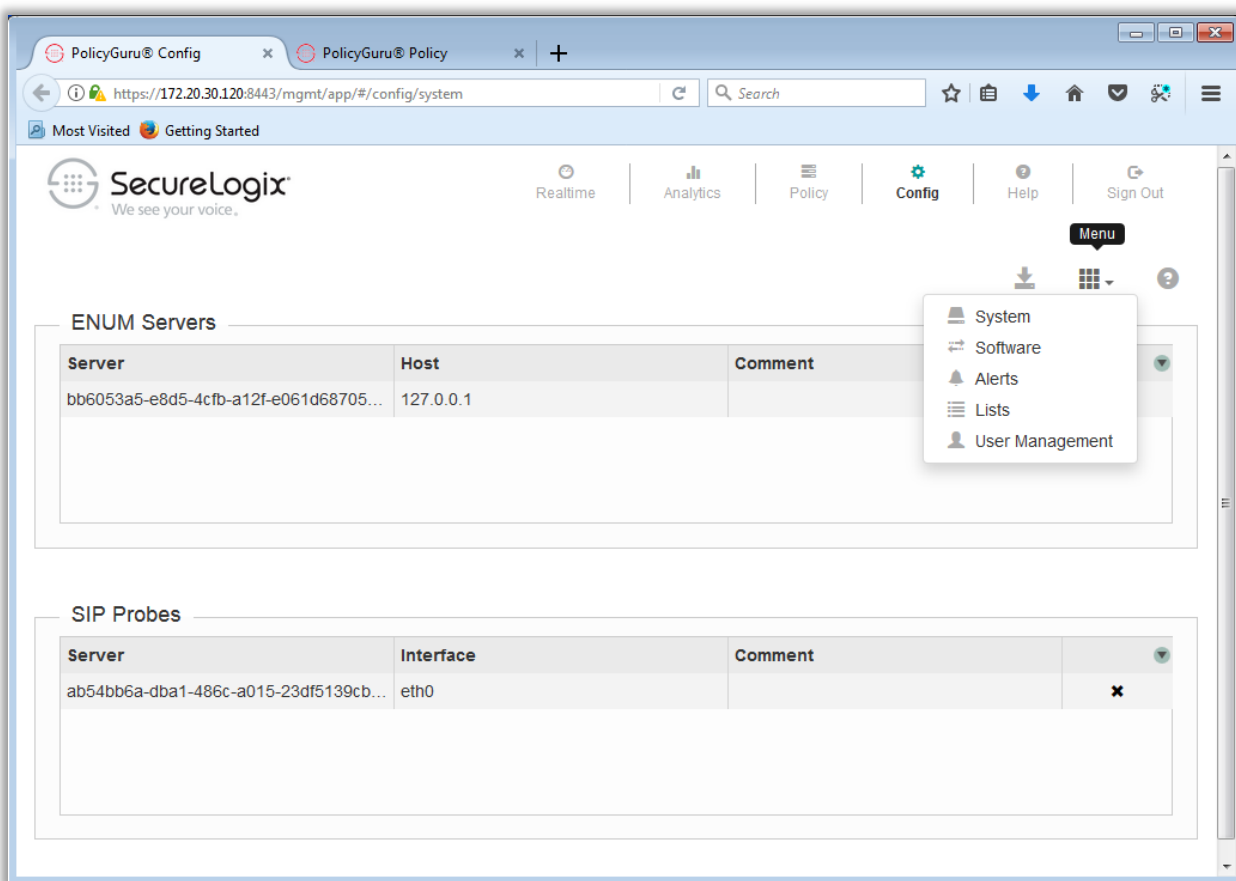 PolicyGuru® Config
PolicyGuru® Policy
https://172.20.30.120:8443/mgmt/app/#/config/system
Search
Most Visited
Getting Started
SecureLogix
We see your voice.
Realtime
Analytics
Policy
Config
Help
Sign Out
Menu
System
Software
Alerts
Lists
User Management
ENUM Servers
Server Host Comment
bb6053a5-e8d5-4cfb-a12f-e061d68705... 127.0.0.1
SIP Probes
Server Interface Comment
ab54bb6a-dba1-486c-a015-23df5139cb... eth0